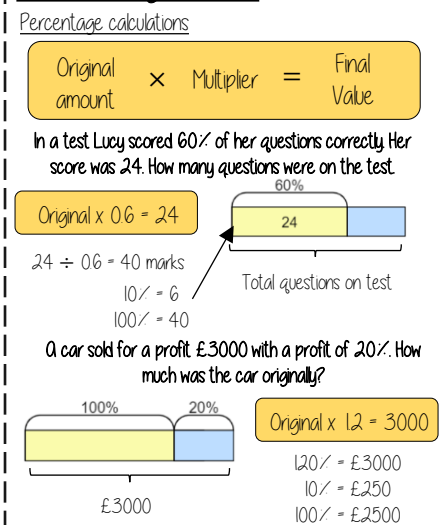 Percentage calculations
Original amount × Multiplier = Final Value
In a test Lucy scored 60% of her questions correctly. Her
score was 24. How many questions were on the test.
60%
Original x 0.6 = 24
24
24 ÷ 0.6 = 40 marks
Total questions on test
10% = 6
100% = 40
A car sold for a profit £3000 with a profit of 20%. How
much was the car originally?
100%
20%
Original x 1.2 = 3000
120% = £3000
10% = £250
£3000
100% = £2500